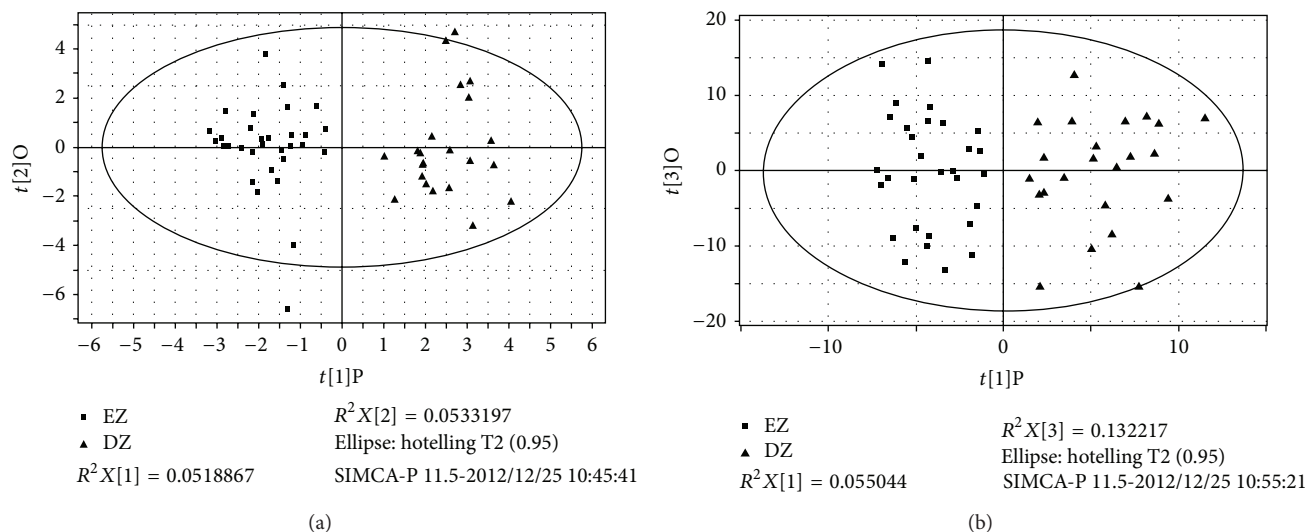 4
2
0
−2
−4
−6
t[2]O
−6 −5 −4 −3 −2 −1 0 1 2 3 4 5 6
t[1]P
EZ
DZ
R²X[1] = 0.0518867
R²X[2] = 0.0533197
Ellipse: hotelling T2 (0.95)
SIMCA-P 11.5-2012/12/25 10:45:41
(a)
20
10
0
−10
−20
t[3]O
−10 0 10
t[1]P
EZ
DZ
R²X[1] = 0.055044
R²X[3] = 0.132217
Ellipse: hotelling T2 (0.95)
SIMCA-P 11.5-2012/12/25 10:55:21
(b)